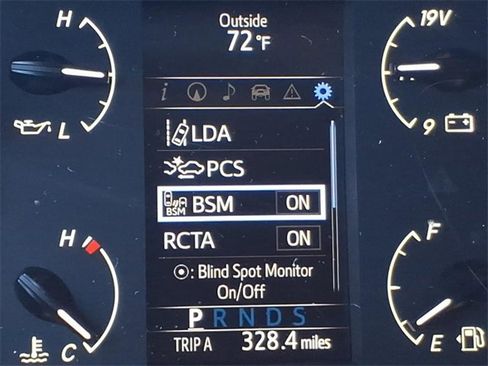 Outside
72°F
H
L
19V
9
i
LDA
PCS
BSM BSM ON
RCTA ON
: Blind Spot Monitor
On/Off
H
C
F
E
P R N D S
TRIP A 328.4 miles